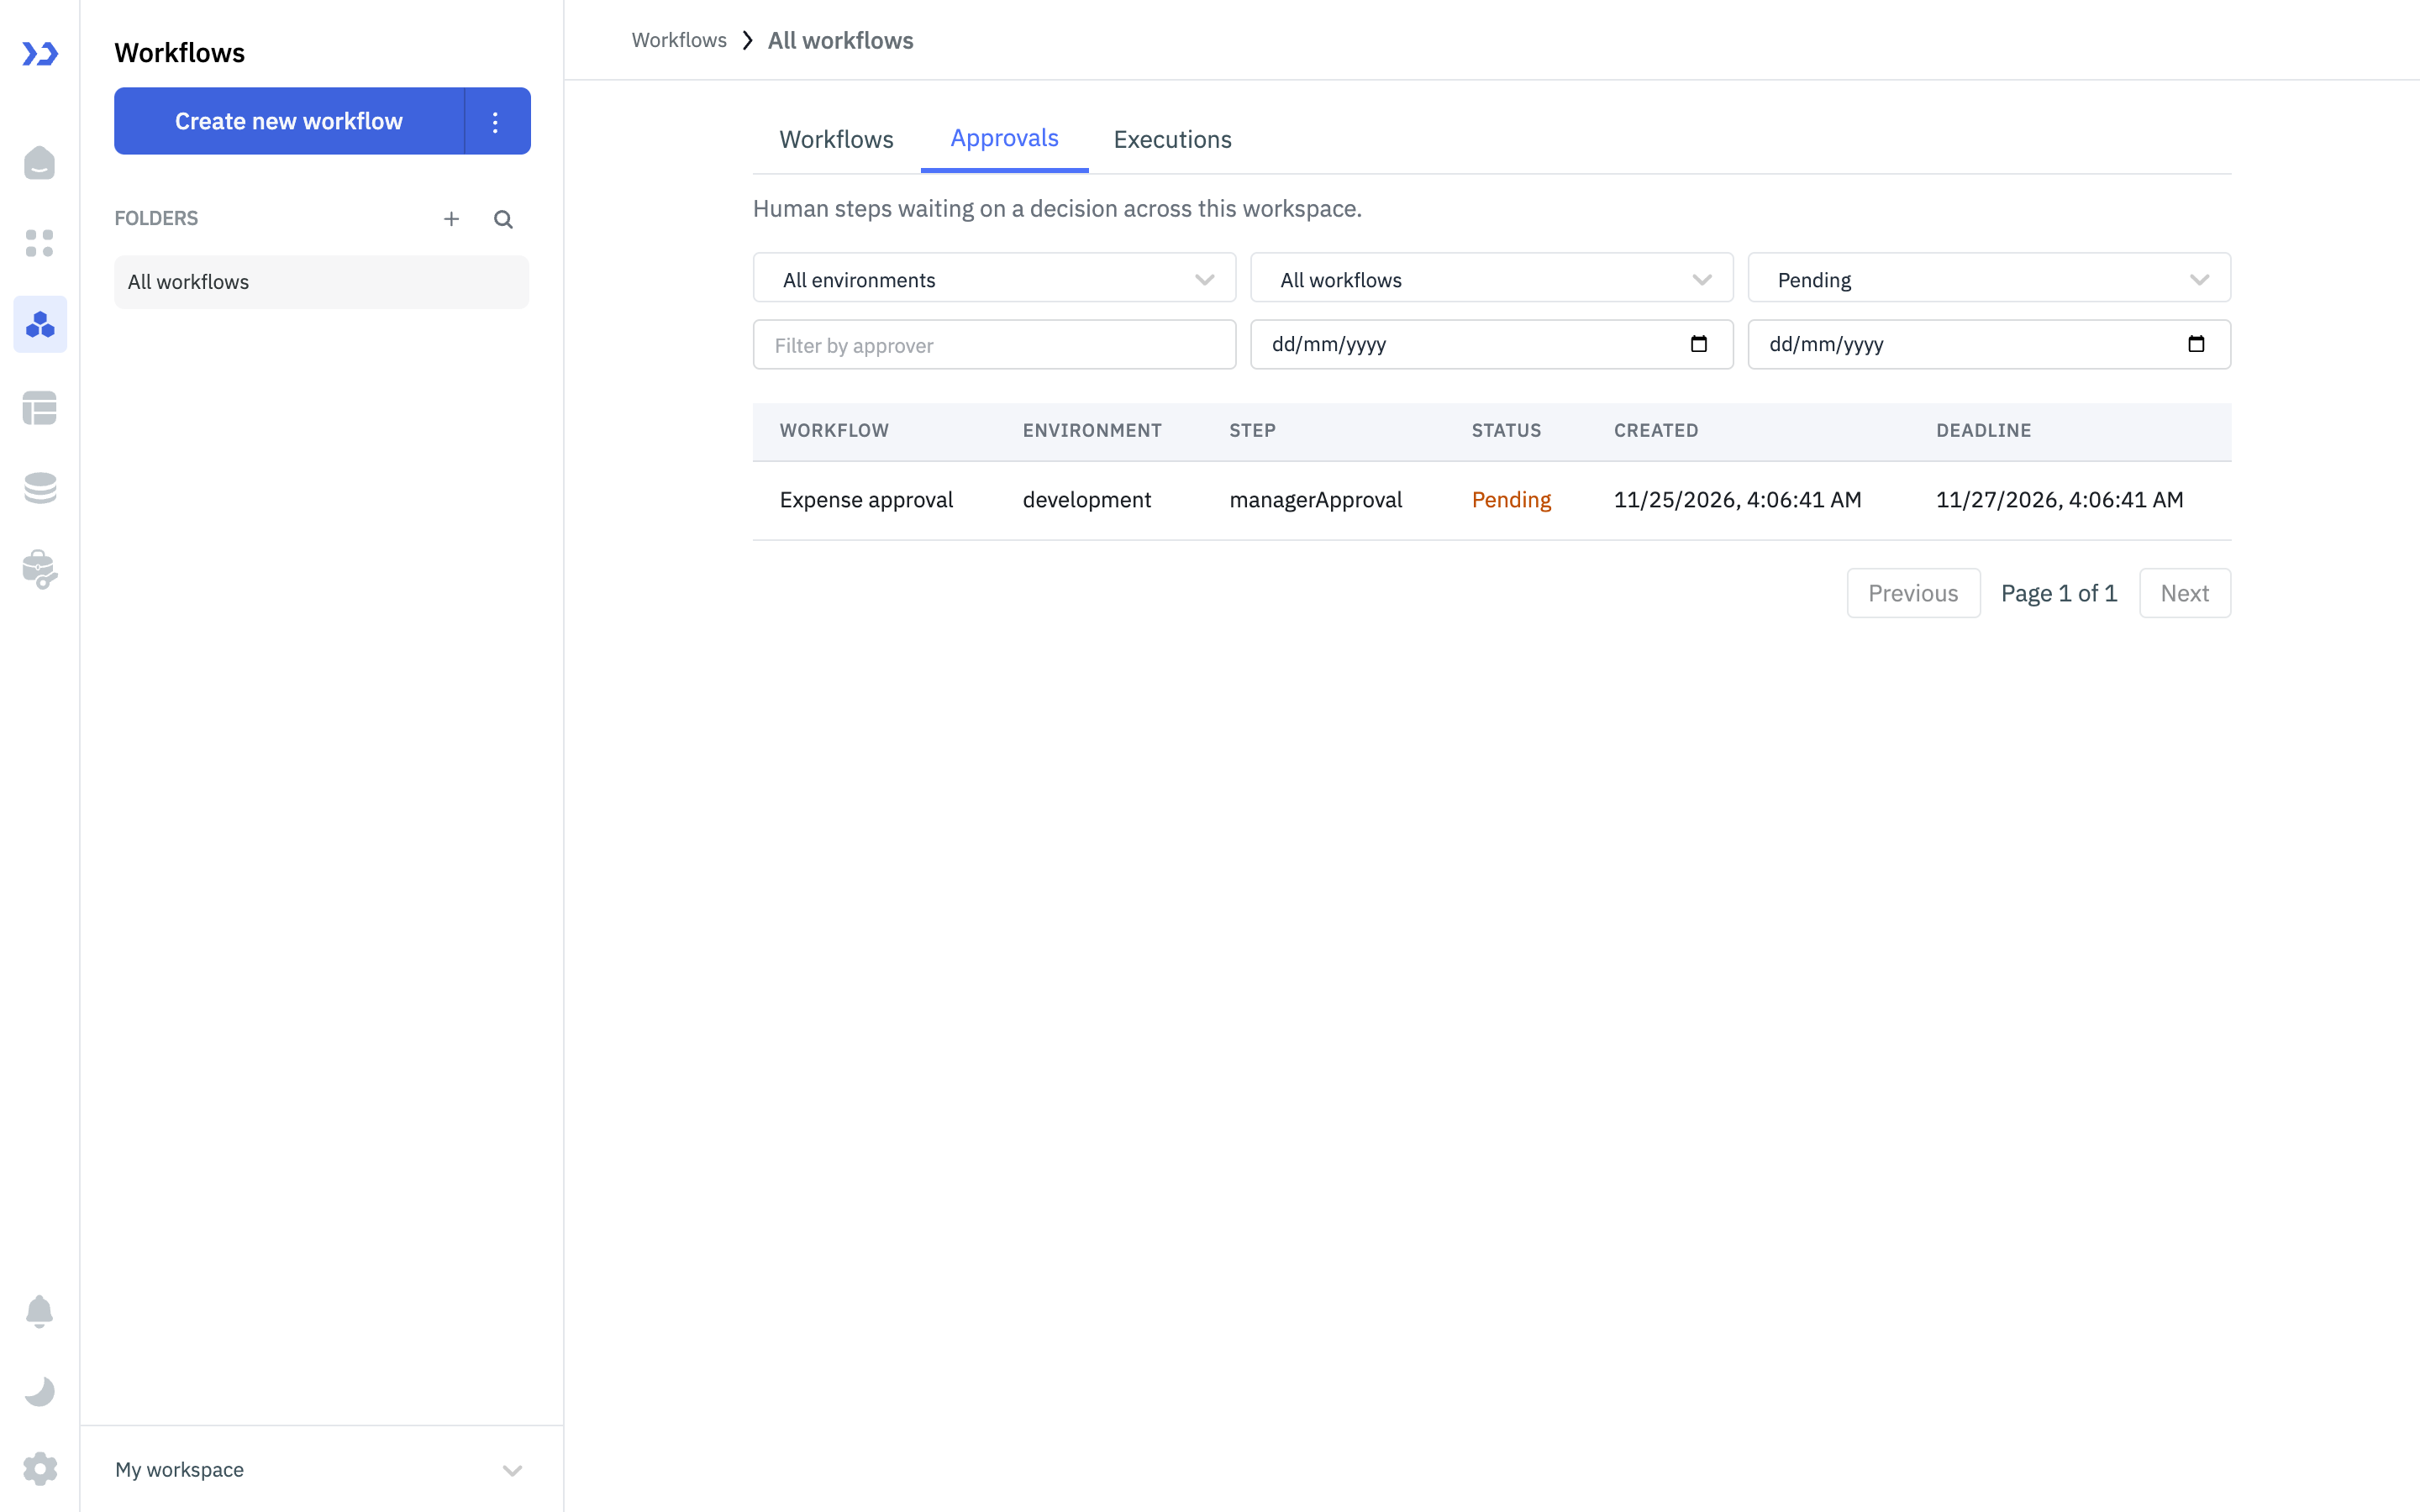 Workflows
Create new workflow
FOLDERS
All workflows
My workspace
Workflows All workflows
Workflows Approvals Executions
Human steps waiting on a decision across this workspace.
All environments All workflows Pending
Filter by approver dd/mm/yyyy dd/mm/yyyy
WORKFLOW ENVIRONMENT STEP STATUS CREATED DEADLINE
Expense approval development managerApproval Pending 11/25/2026, 4:06:41 AM 11/27/2026, 4:06:41 AM
Previous Page 1 of 1 Next